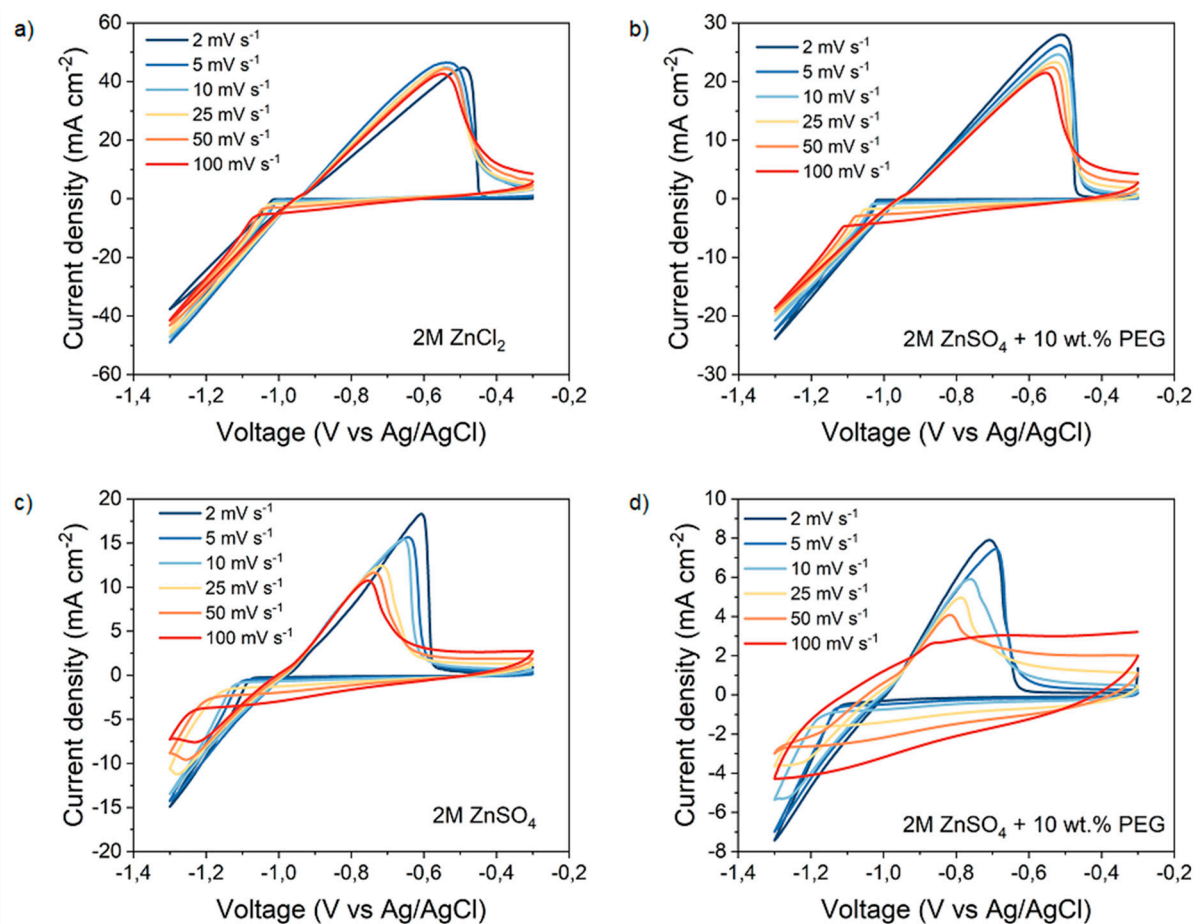 a)
60
40
20
0
-20
-40
-60
Current density (mA cm⁻²)
2 mV s⁻¹
5 mV s⁻¹
10 mV s⁻¹
25 mV s⁻¹
50 mV s⁻¹
100 mV s⁻¹
2M ZnCl₂
-1,4 -1,2 -1,0 -0,8 -0,6 -0,4 -0,2
Voltage (V vs Ag/AgCl)
b)
30
20
10
0
-10
-20
-30
Current density (mA cm⁻²)
2 mV s⁻¹
5 mV s⁻¹
10 mV s⁻¹
25 mV s⁻¹
50 mV s⁻¹
100 mV s⁻¹
2M ZnSO₄ + 10 wt.% PEG
-1,4 -1,2 -1,0 -0,8 -0,6 -0,4 -0,2
Voltage (V vs Ag/AgCl)
c)
20
15
10
5
0
-5
-10
-15
-20
Current density (mA cm⁻²)
2 mV s⁻¹
5 mV s⁻¹
10 mV s⁻¹
25 mV s⁻¹
50 mV s⁻¹
100 mV s⁻¹
2M ZnSO₄
-1,4 -1,2 -1,0 -0,8 -0,6 -0,4 -0,2
Voltage (V vs Ag/AgCl)
d)
10
8
6
4
2
0
-2
-4
-6
-8
Current density (mA cm⁻²)
2 mV s⁻¹
5 mV s⁻¹
10 mV s⁻¹
25 mV s⁻¹
50 mV s⁻¹
100 mV s⁻¹
2M ZnSO₄ + 10 wt.% PEG
-1,4 -1,2 -1,0 -0,8 -0,6 -0,4 -0,2
Voltage (V vs Ag/AgCl)